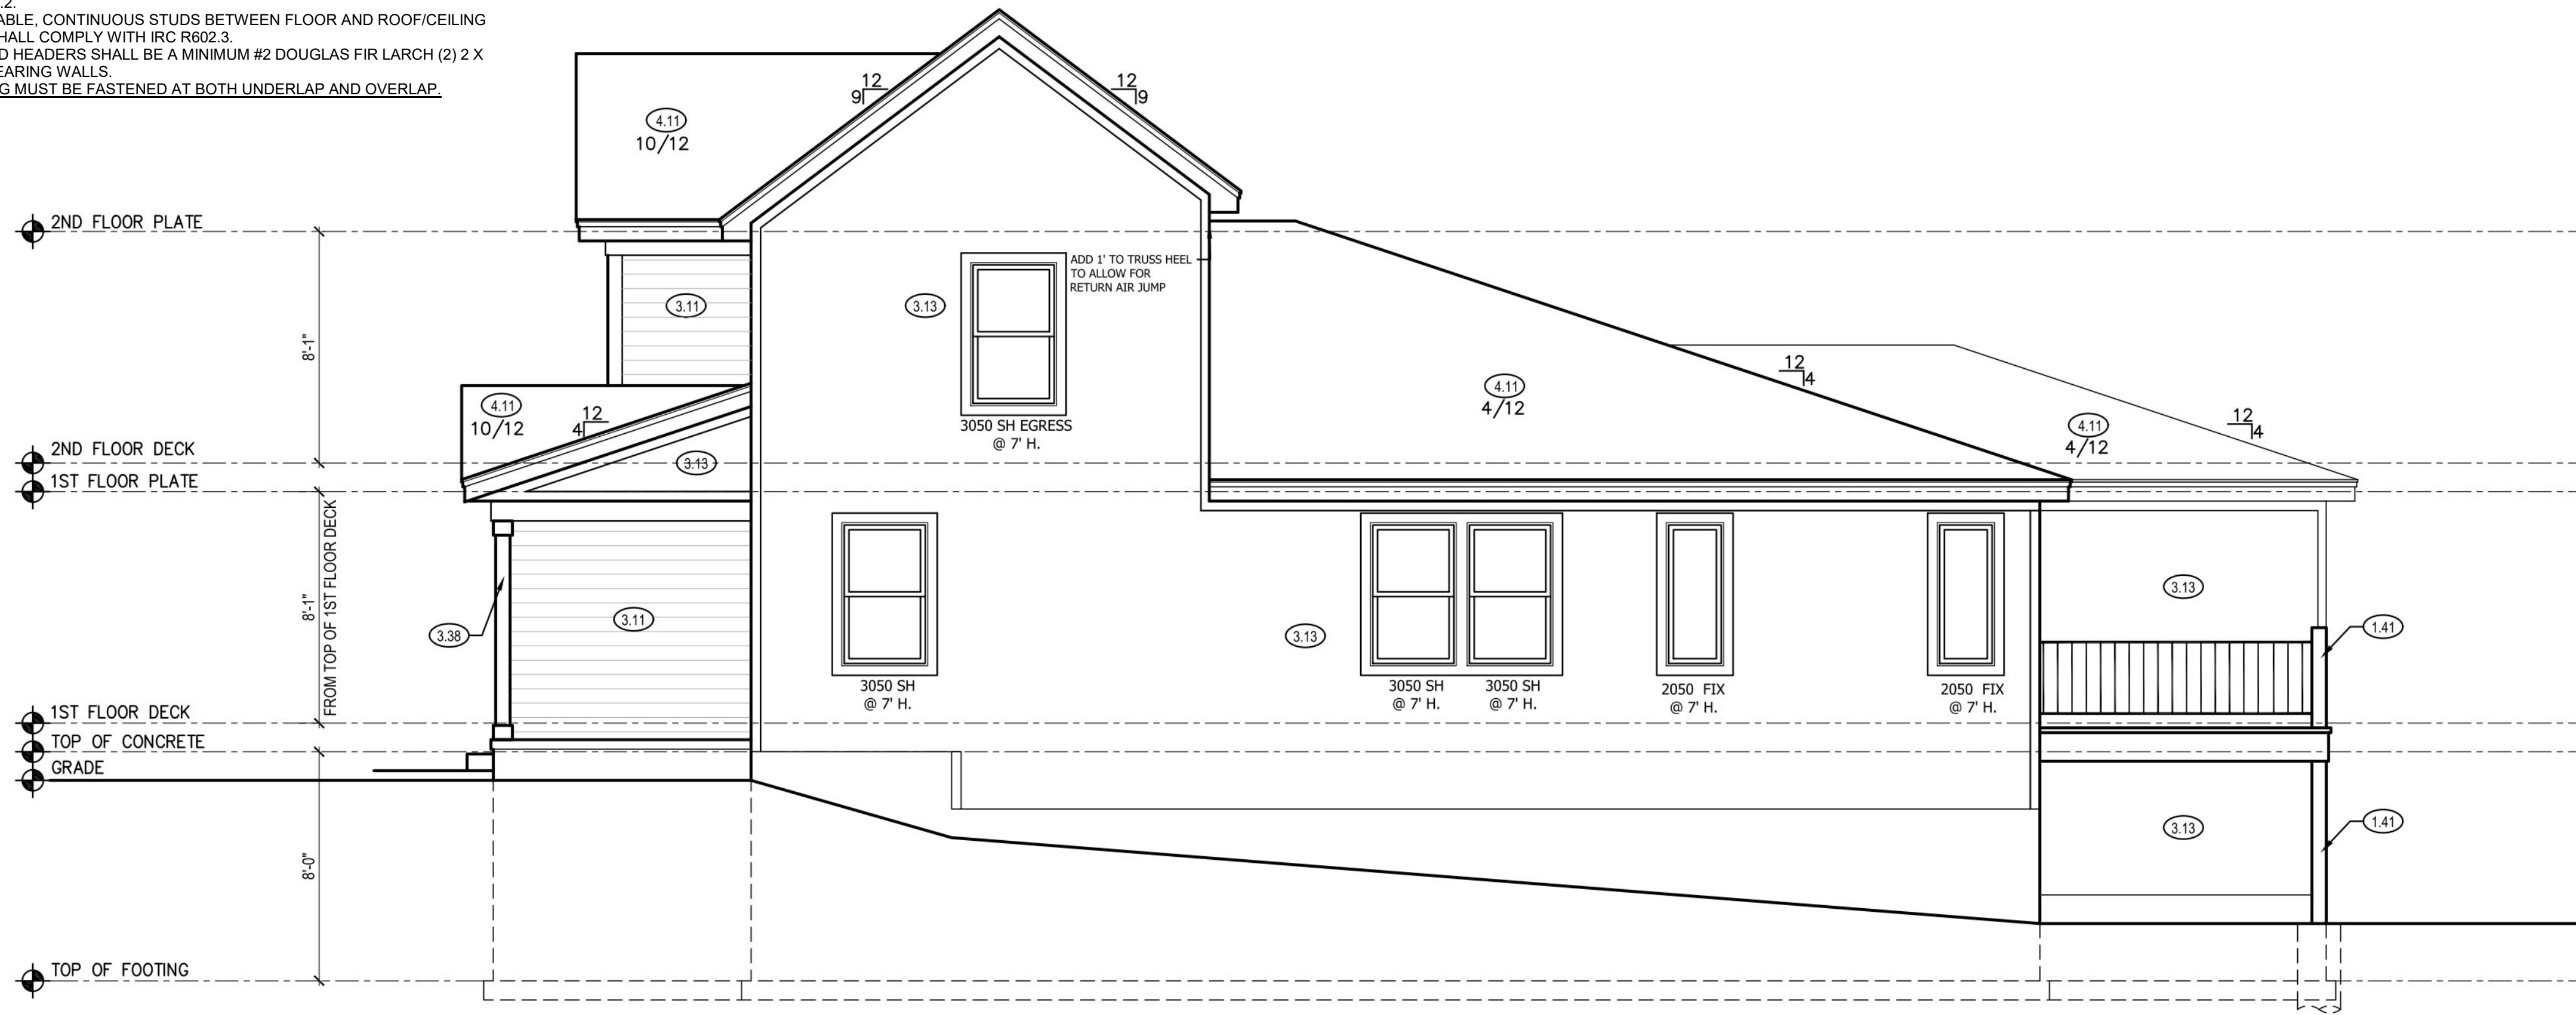 .2.
ABLE, CONTINUOUS STUDS BETWEEN FLOOR AND ROOF/CEILING
HALL COMPLY WITH IRC R602.3.
D HEADERS SHALL BE A MINIMUM #2 DOUGLAS FIR LARCH (2) 2 X
EARING WALLS.
G MUST BE FASTENED AT BOTH UNDERLAP AND OVERLAP.
12
9
12
9
4.11
10/12
2ND FLOOR PLATE
ADD 1' TO TRUSS HEEL
TO ALLOW FOR
RETURN AIR JUMP
3.11
3.13
8'-1"
12
4
4.11
4/12
4.11
10/12
12
4
3050 SH EGRESS
@ 7' H.
4.11
4/12
12
4
2ND FLOOR DECK
3.13
1ST FLOOR PLATE
8'-1"
FROM TOP OF 1ST FLOOR DECK
3.38
3.11
3.13
3.13
1.41
3050 SH
@ 7' H.
3050 SH
@ 7' H.
3050 SH
@ 7' H.
2050 FIX
@ 7' H.
2050 FIX
@ 7' H.
1ST FLOOR DECK
TOP OF CONCRETE
GRADE
8'-0"
3.13
1.41
TOP OF FOOTING